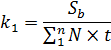 k₁ = S_b / ∑₁ⁿ N × t